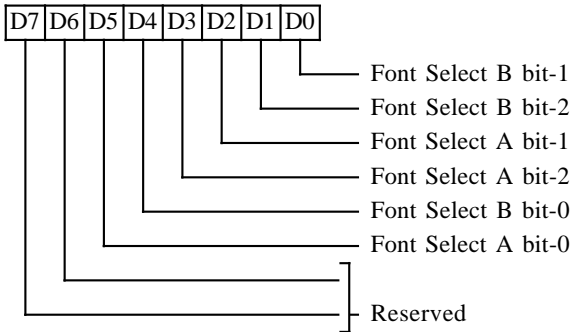 D7 D6 D5 D4 D3 D2 D1 D0
Font Select B bit-1
Font Select B bit-2
Font Select A bit-1
Font Select A bit-2
Font Select B bit-0
Font Select A bit-0
Reserved